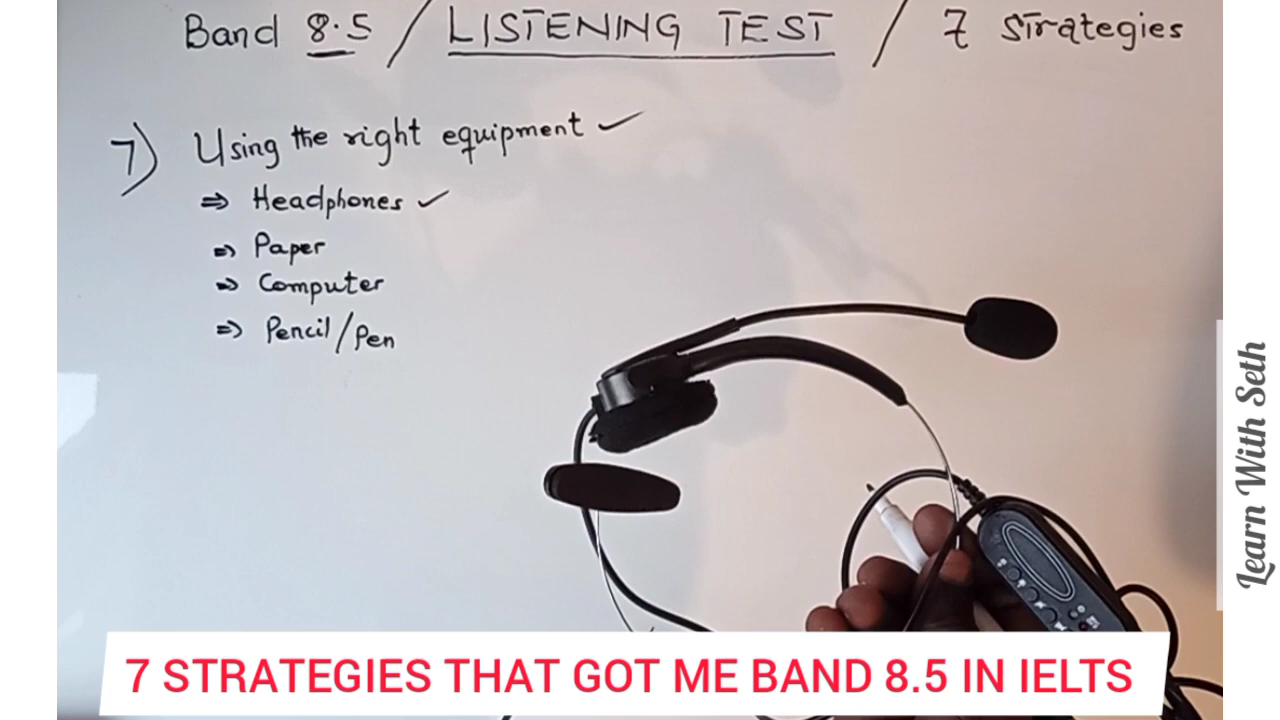 Band 8.5 / LISTENING TEST / 7 Strategies
7) Using the right equipment ✓
⇒ Headphones ✓
⇒ Paper
⇒ Computer
⇒ Pencil/Pen
Learn With Seth
7 STRATEGIES THAT GOT ME BAND 8.5 IN IELTS